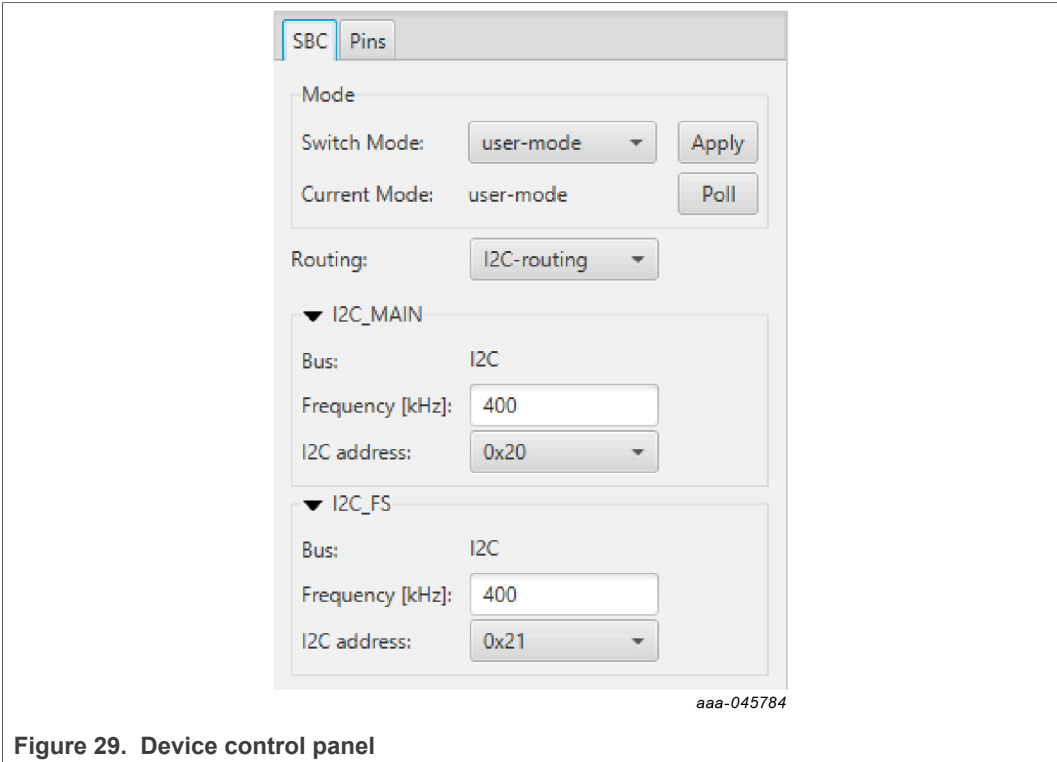 SBC Pins
Mode
Switch Mode: user-mode Apply
Current Mode: user-mode Poll
Routing: I2C-routing
I2C_MAIN
Bus: I2C
Frequency [kHz]: 400
I2C address: 0x20
I2C_FS
Bus: I2C
Frequency [kHz]: 400
I2C address: 0x21
aaa-045784
Figure 29. Device control panel